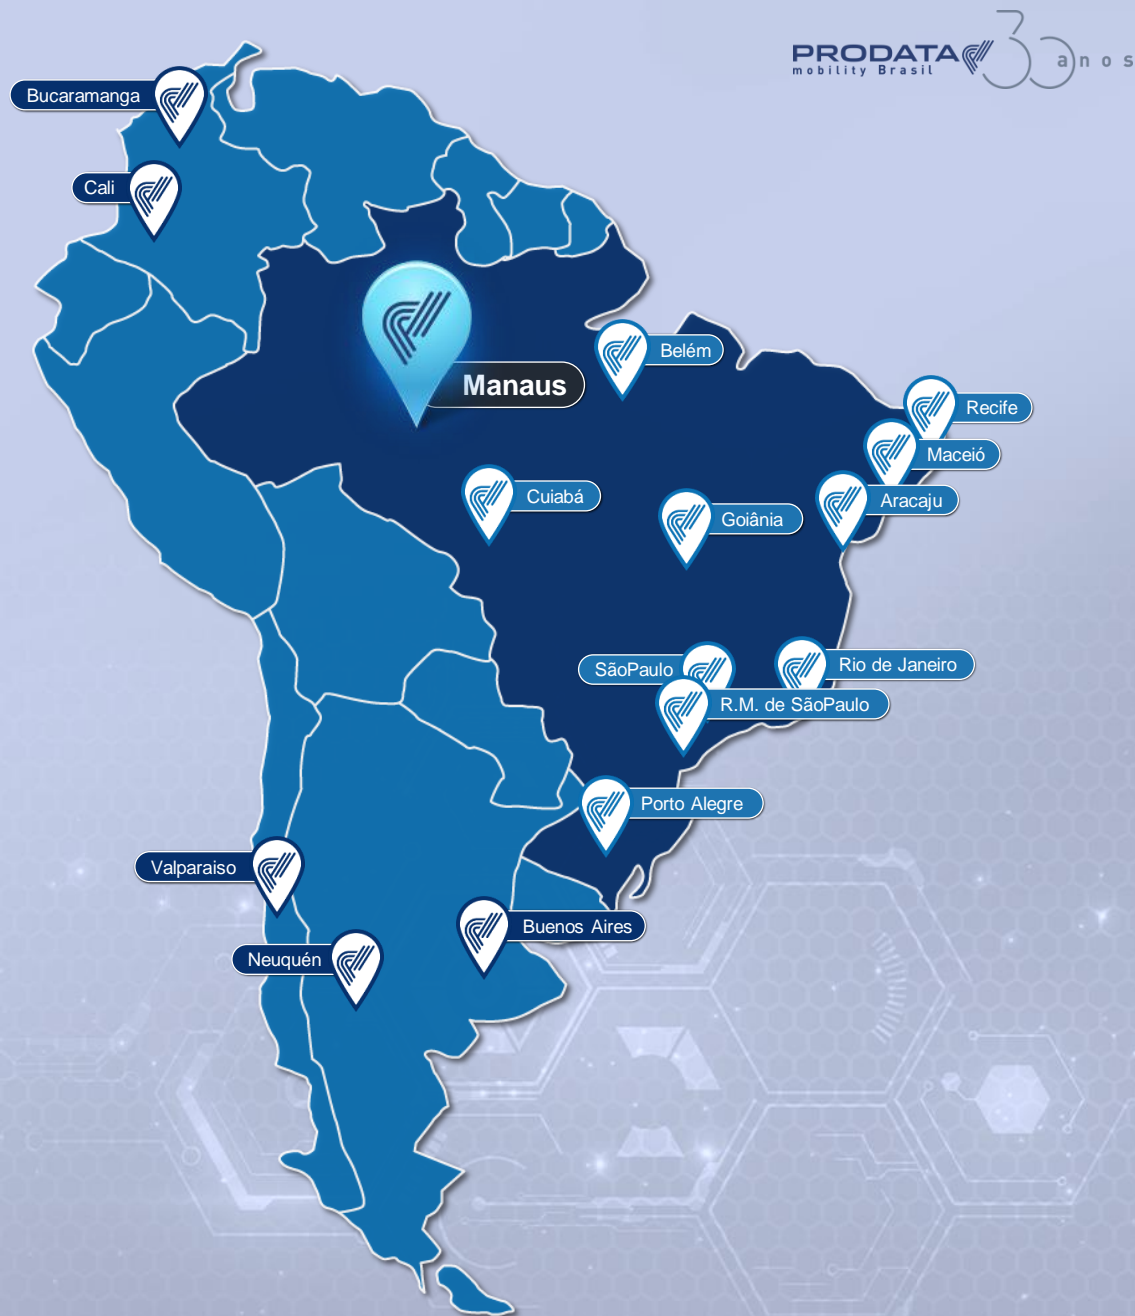 PRODATA 30 anos
mobility Brasil
Bucaramanga
Cali
Manaus
Belém
Recife
Maceió
Aracaju
Cuiabá
Goiânia
SãoPaulo
Rio de Janeiro
R.M. de SãoPaulo
Porto Alegre
Valparaiso
Buenos Aires
Neuquén